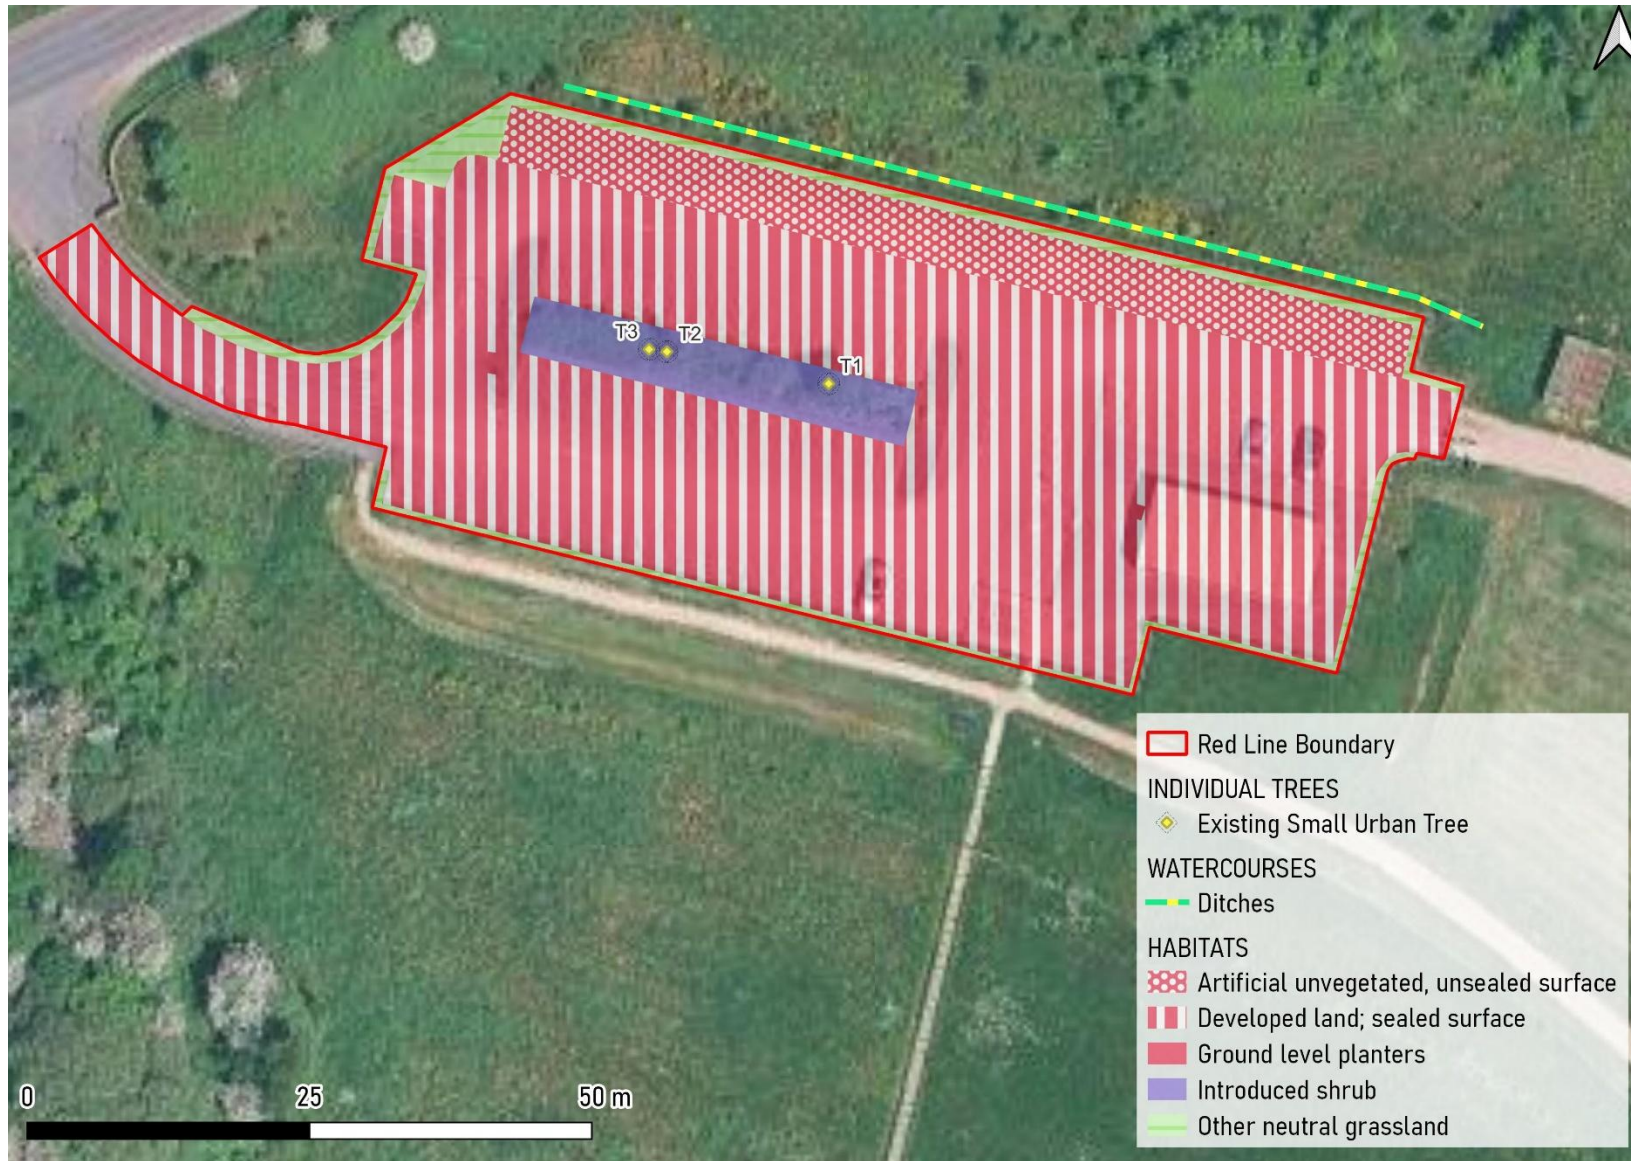 T3
T2
T1
Red Line Boundary
INDIVIDUAL TREES
Existing Small Urban Tree
WATERCOURSES
Ditches
HABITATS
Artificial unvegetated, unsealed surface
Developed land; sealed surface
Ground level planters
Introduced shrub
Other neutral grassland
0 25 50 m